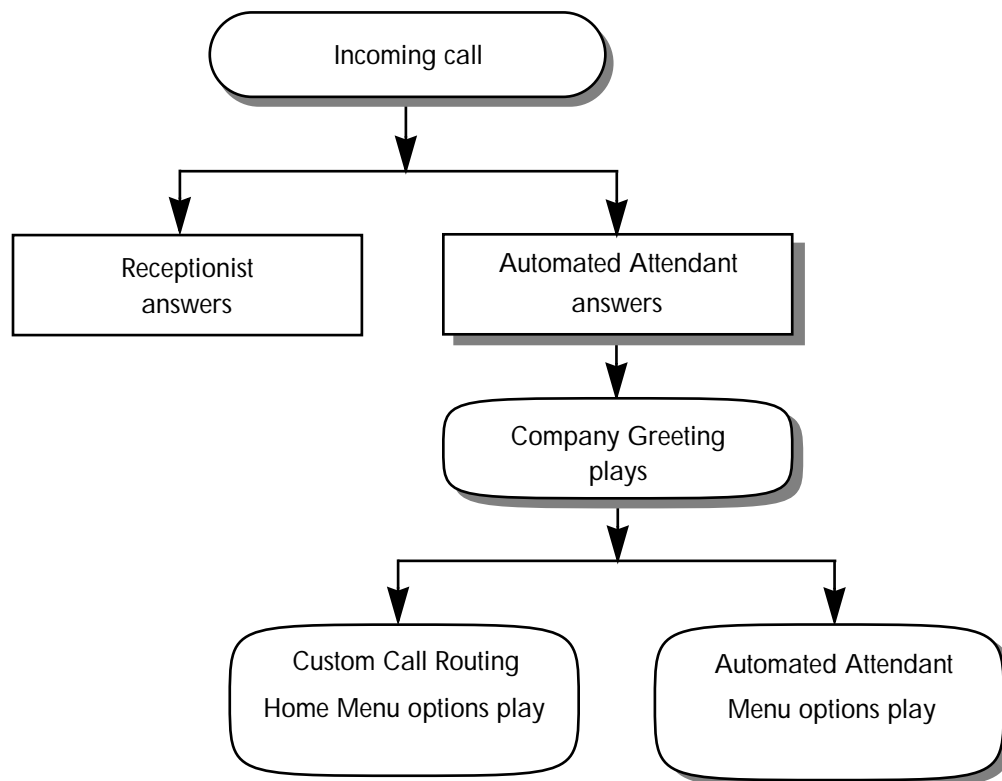 Incoming call
Receptionist
answers
Automated Attendant
answers
Company Greeting
plays
Custom Call Routing
Home Menu options play
Automated Attendant
Menu options play